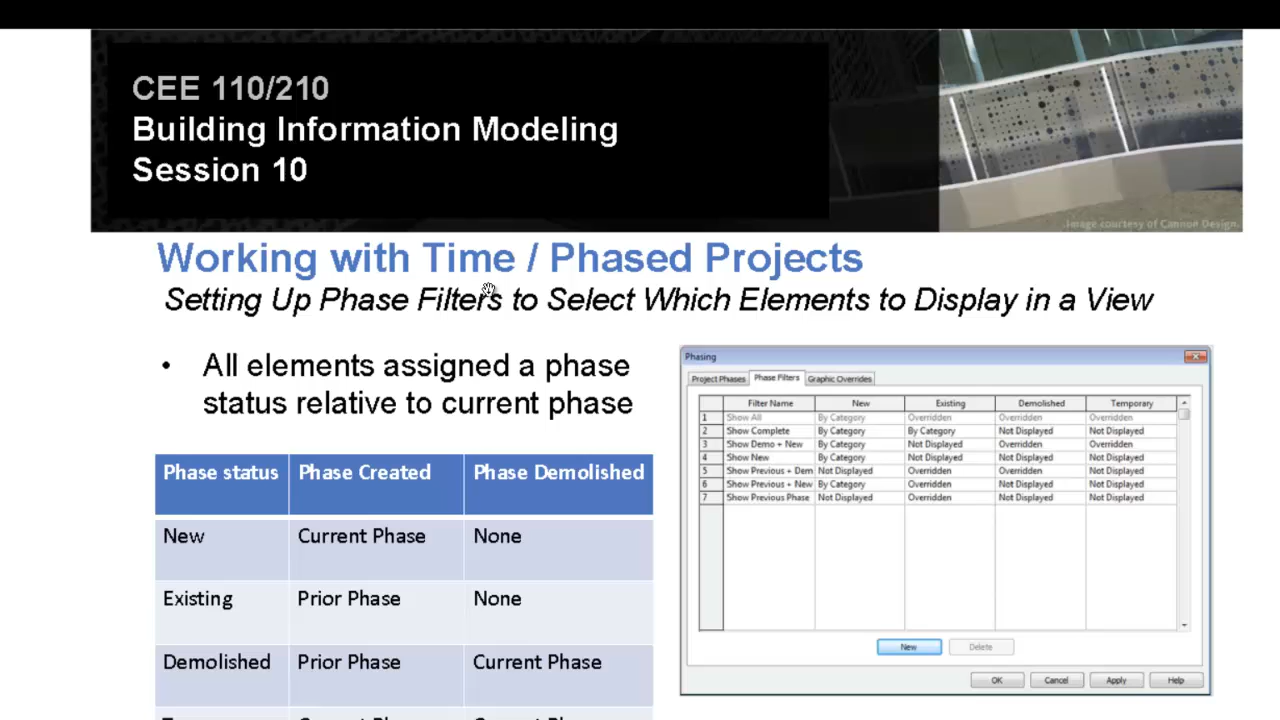 CEE 110/210
Building Information Modeling
Session 10
Image courtesy of Cannon Design.
Working with Time / Phased Projects
Setting Up Phase Filters to Select Which Elements to Display in a View
• All elements assigned a phase
status relative to current phase
Phase status Phase Created Phase Demolished
New Current Phase None
Existing Prior Phase None
Demolished Prior Phase Current Phase
Phasing
Project Phases Phase Filters Graphic Overrides
Filter Name New Existing Demolished Temporary
1 Show All By Category Overridden Overridden Overridden
2 Show Complete By Category By Category Not Displayed Not Displayed
3 Show Demo + New By Category Not Displayed Overridden Overridden
4 Show New By Category Not Displayed Not Displayed Not Displayed
5 Show Previous + Dem Not Displayed Overridden Overridden Not Displayed
6 Show Previous + New By Category Overridden Not Displayed Not Displayed
7 Show Previous Phase Not Displayed Overridden Not Displayed Not Displayed
New Delete
OK Cancel Apply Help